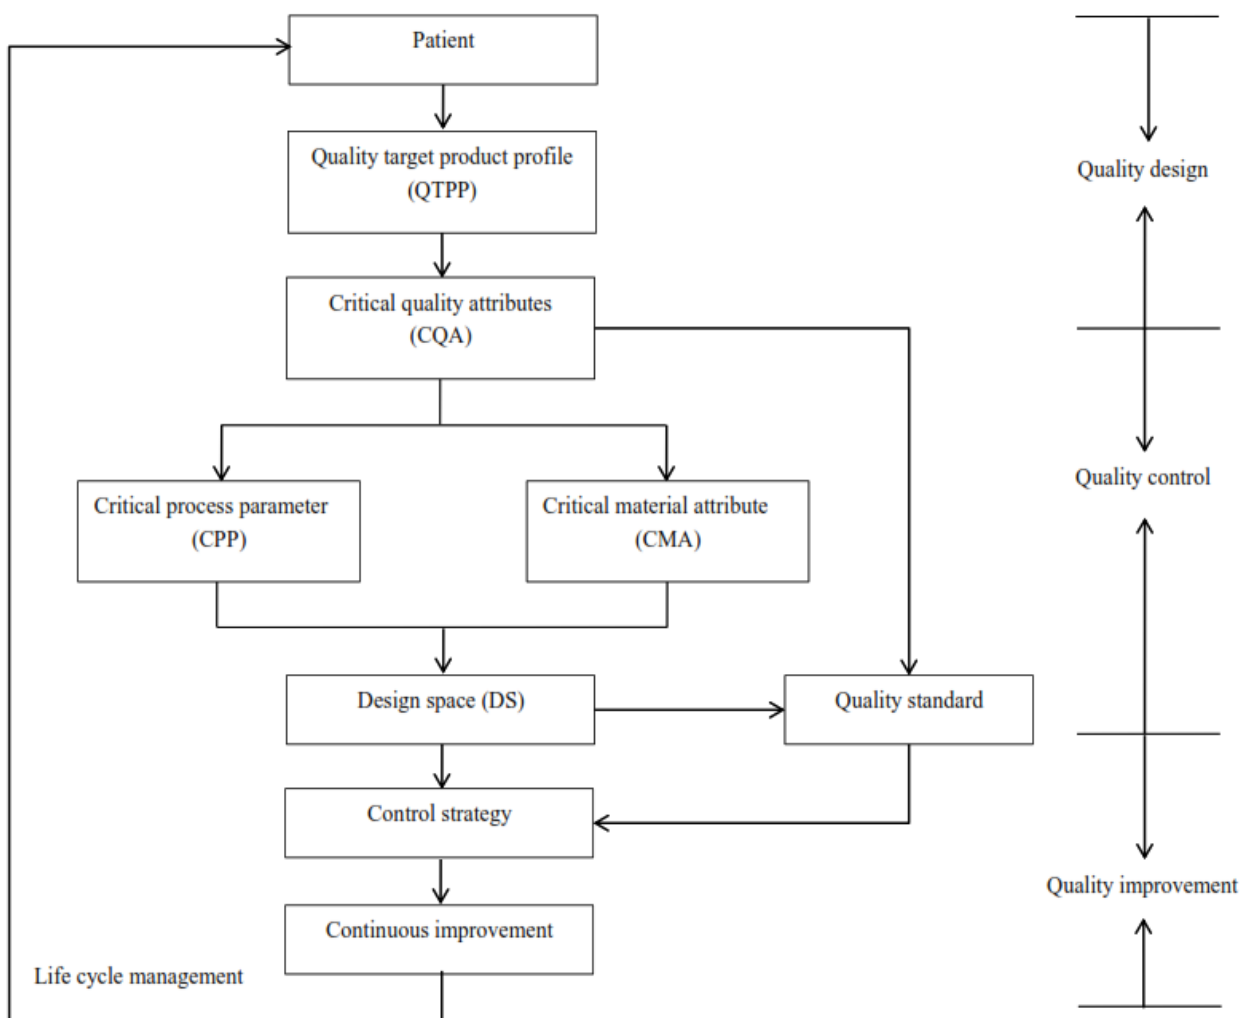 Patient
Quality target product profile
(QTPP)
Quality design
Critical quality attributes
(CQA)
Critical process parameter
(CPP)
Critical material attribute
(CMA)
Quality control
Design space (DS)
Quality standard
Control strategy
Quality improvement
Continuous improvement
Life cycle management